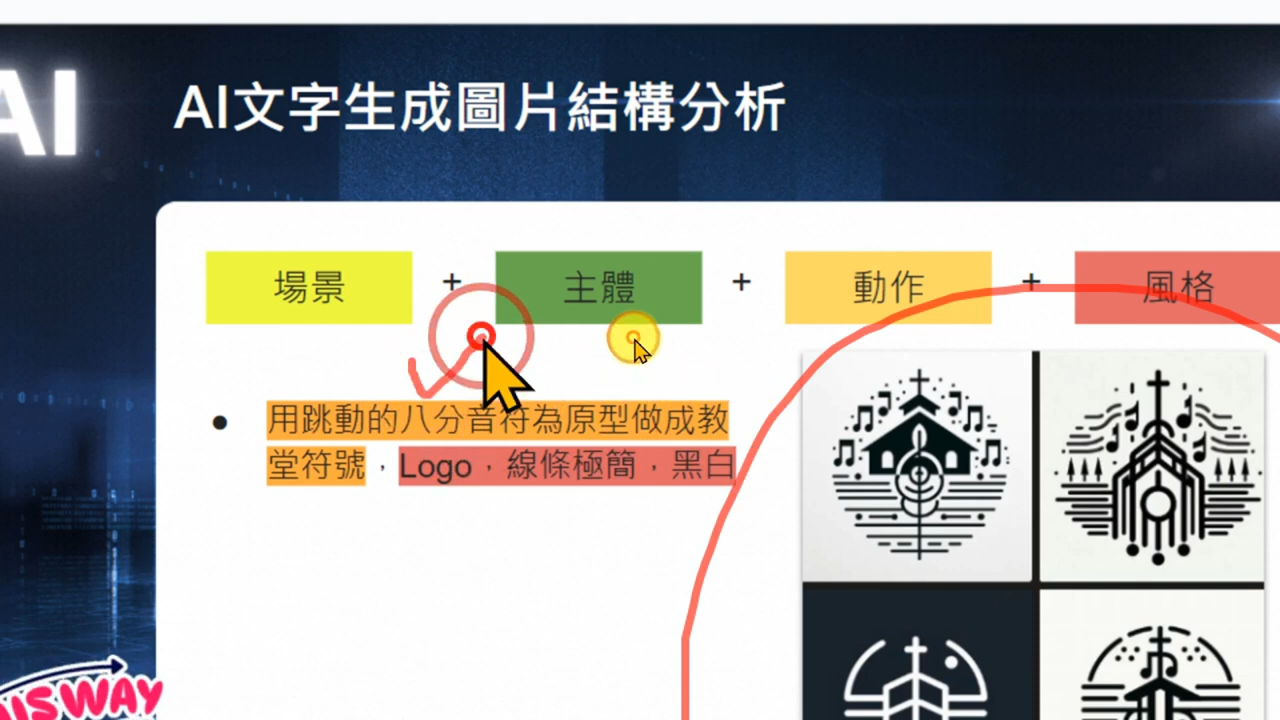 AI
AI文字生成圖片結構分析
場景 + 主體 + 動作 + 風格
● 用跳動的八分音符為原型做成教
堂符號，Logo，線條極簡，黑白
WAY